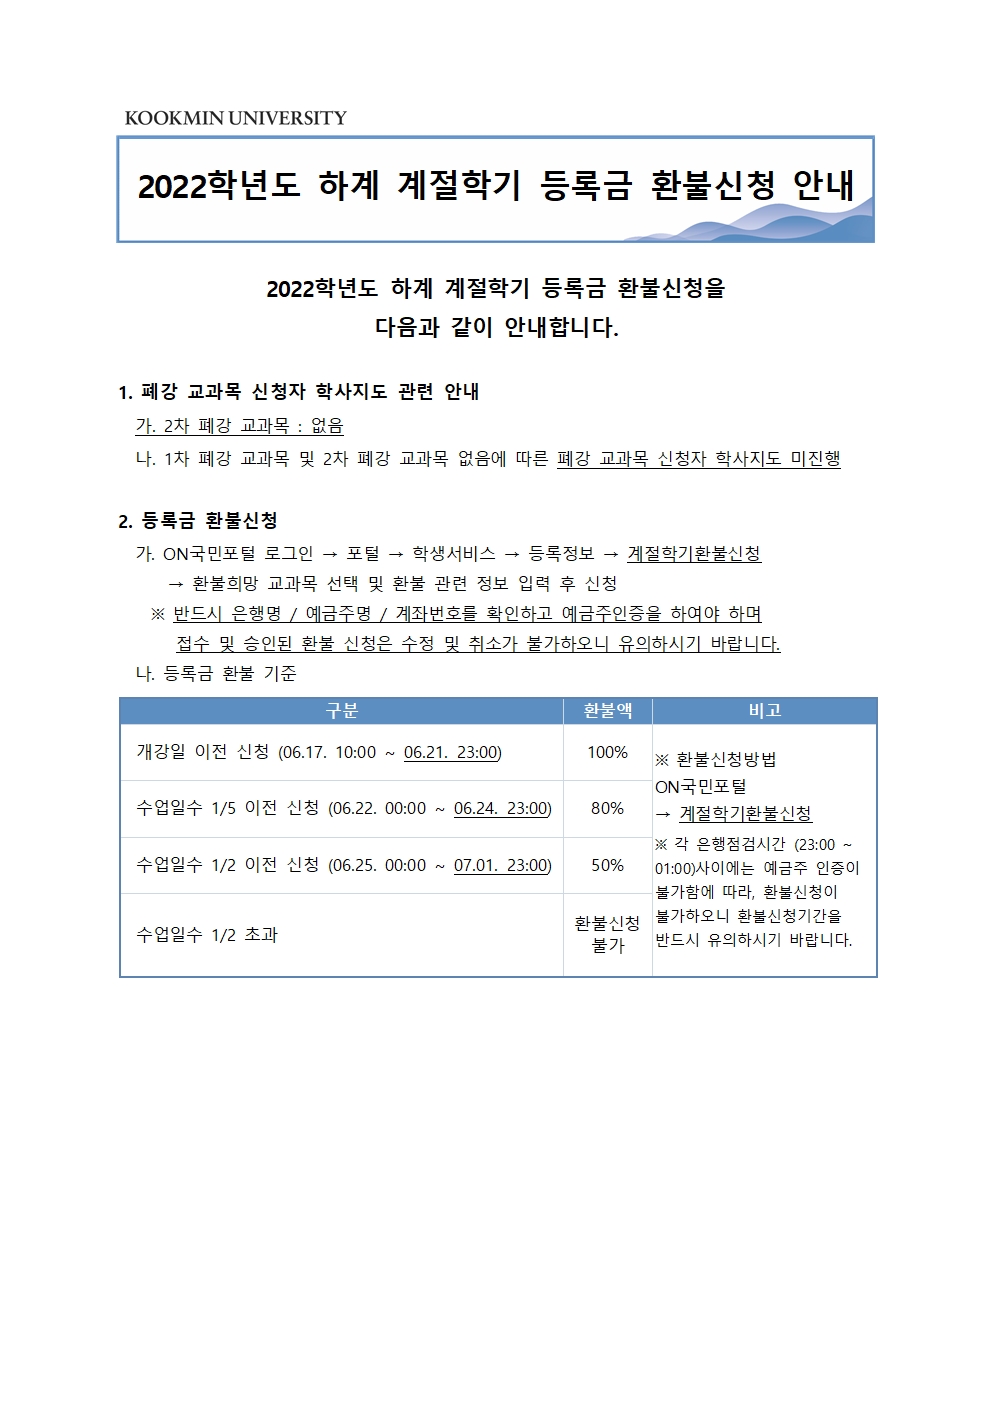 KOOKMIN UNIVERSITY
2022학년도 하계 계절학기 등록금 환불신청 안내
2022학년도 하계 계절학기 등록금 환불신청을
다음과 같이 안내합니다.
1. 폐강 교과목 신청자 학사지도 관련 안내
가. 2차 폐강 교과목 : 없음
나. 1차 폐강 교과목 및 2차 폐강 교과목 없음에 따른 폐강 교과목 신청자 학사지도 미진행
2. 등록금 환불신청
가. ON국민포털 로그인 → 포털 → 학생서비스 → 등록정보 → 계절학기환불신청
→ 환불희망 교과목 선택 및 환불 관련 정보 입력 후 신청
※ 반드시 은행명 / 예금주명 / 계좌번호를 확인하고 예금주인증을 하여야 하며
접수 및 승인된 환불 신청은 수정 및 취소가 불가하오니 유의하시기 바랍니다.
나. 등록금 환불 기준
구분 환불액 비고
개강일 이전 신청 (06.17. 10:00 ~ 06.21. 23:00) 100%
수업일수 1/5 이전 신청 (06.22. 00:00 ~ 06.24. 23:00) 80%
수업일수 1/2 이전 신청 (06.25. 00:00 ~ 07.01. 23:00) 50%
수업일수 1/2 초과
환불신청
불가
※ 환불신청방법
ON국민포털
→ 계절학기환불신청
※ 각 은행점검시간 (23:00 ~
01:00)사이에는 예금주 인증이
불가함에 따라, 환불신청이
불가하오니 환불신청기간을
반드시 유의하시기 바랍니다.